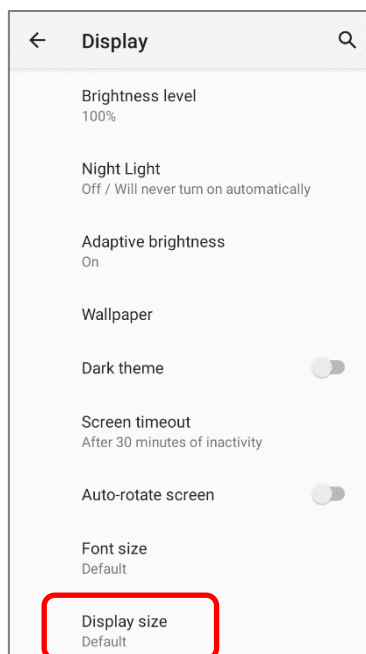 Display
Brightness level
100%
Night Light
Off / Will never turn on automatically
Adaptive brightness
On
Wallpaper
Dark theme
Screen timeout
After 30 minutes of inactivity
Auto-rotate screen
Font size
Default
Display size
Default